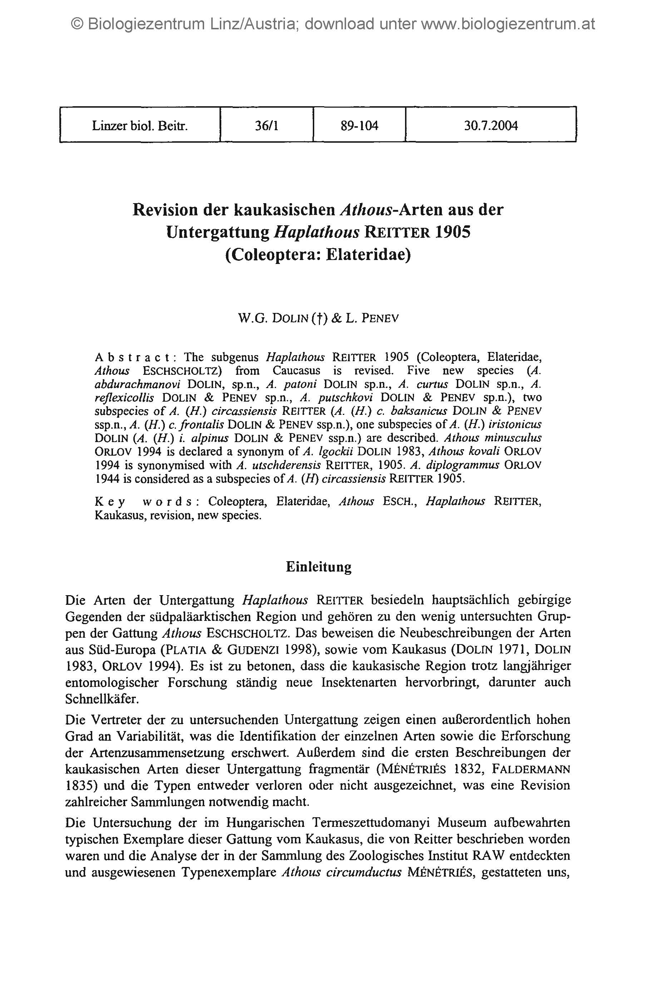 © Biologiezentrum Linz/Austria; download unter www.biologiezentrum.at
Linzer biol. Beitr. 36/1 89-104 30.7.2004
Revision der kaukasischen Athous-Arten aus der
Untergattung Haplathous REITTER 1905
(Coleoptera: Elateridae)
W.G. DOLIN (†) & L. PENEV
Abstract: The subgenus Haplathous REITTER 1905 (Coleoptera, Elateridae,
Athous ESCHSCHOLTZ) from Caucasus is revised. Five new species (A.
abdurachmanovi DOLIN, sp.n., A. patoni DOLIN sp.n., A. curtus DOLIN sp.n., A.
reflexicollis DOLIN & PENEV sp.n., A. putschkovi DOLIN & PENEV sp.n.), two
subspecies of A. (H.) circassiensis REITTER (A. (H.) c. baksanicus DOLIN & PENEV
ssp.n., A. (H.) c. frontalis DOLIN & PENEV ssp.n.), one subspecies of A. (H.) iristonicus
DOLIN (A. (H.) i. alpinus DOLIN & PENEV ssp.n.) are described. Athous minusculus
ORLOV 1994 is declared a synonym of A. lgockii DOLIN 1983, Athous kovali ORLOV
1994 is synonymised with A. utschderensis REITTER, 1905. A. diplogrammus ORLOV
1944 is considered as a subspecies of A. (H) circassiensis REITTER 1905.
Key words: Coleoptera, Elateridae, Athous ESCH., Haplathous REITTER,
Kaukasus, revision, new species.
Einleitung
Die Arten der Untergattung Haplathous REITTER besiedeln hauptsächlich gebirgige
Gegenden der südpaläarktischen Region und gehören zu den wenig untersuchten Grup-
pen der Gattung Athous ESCHSCHOLTZ. Das beweisen die Neubeschreibungen der Arten
aus Süd-Europa (PLATIA & GUDENZI 1998), sowie vom Kaukasus (DOLIN 1971, DOLIN
1983, ORLOV 1994). Es ist zu betonen, dass die kaukasische Region trotz langjähriger
entomologischer Forschung ständig neue Insektenarten hervorbringt, darunter auch
Schnellkäfer.
Die Vertreter der zu untersuchenden Untergattung zeigen einen außerordentlich hohen
Grad an Variabilität, was die Identifikation der einzelnen Arten sowie die Erforschung
der Artenzusammensetzung erschwert. Außerdem sind die ersten Beschreibungen der
kaukasischen Arten dieser Untergattung fragmentär (MÉNÉTRIÉS 1832, FALDERMANN
1835) und die Typen entweder verloren oder nicht ausgezeichnet, was eine Revision
zahlreicher Sammlungen notwendig macht.
Die Untersuchung der im Hungarischen Termeszettudomanyi Museum aufbewahrten
typischen Exemplare dieser Gattung vom Kaukasus, die von Reitter beschrieben worden
waren und die Analyse der in der Sammlung des Zoologisches Institut RAW entdeckten
und ausgewiesenen Typenexemplare Athous circumductus MÉNÉTRIÉS, gestatteten uns,